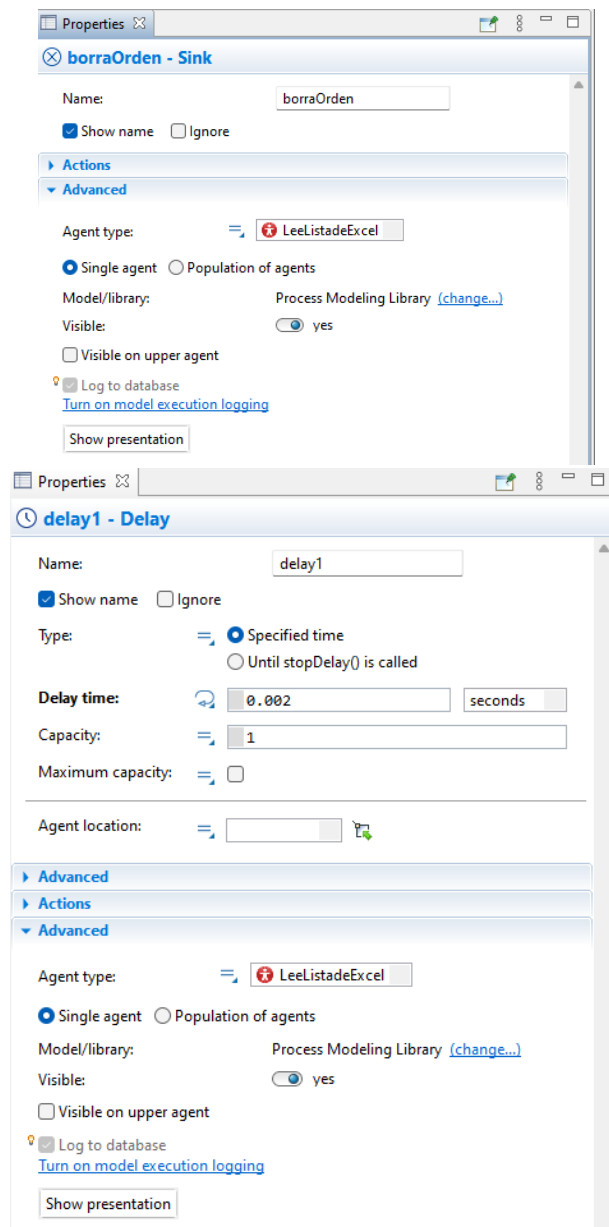 Properties
borraOrden - Sink
Name: borraOrden
Show name Ignore
Actions
Advanced
Agent type: LeeListadeExcel
Single agent Population of agents
Model/library: Process Modeling Library (change...)
Visible: yes
Visible on upper agent
Log to database
Turn on model execution logging
Show presentation
Properties
delay1 - Delay
Name: delay1
Show name Ignore
Type: Specified time
Until stopDelay() is called
Delay time: 0.002 seconds
Capacity: 1
Maximum capacity:
Agent location:
Advanced
Actions
Advanced
Agent type: LeeListadeExcel
Single agent Population of agents
Model/library: Process Modeling Library (change...)
Visible: yes
Visible on upper agent
Log to database
Turn on model execution logging
Show presentation